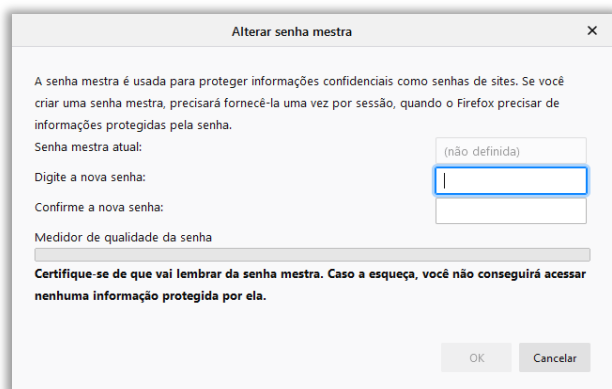 Alterar senha mestra
A senha mestra é usada para proteger informações confidenciais como senhas de sites. Se você
criar uma senha mestra, precisará fornecê-la uma vez por sessão, quando o Firefox precisar de
informações protegidas pela senha.
Senha mestra atual:
(não definida)
Digite a nova senha:
Confirme a nova senha:
Medidor de qualidade da senha
Certifique-se de que vai lembrar da senha mestra. Caso a esqueça, você não conseguirá acessar
nenhuma informação protegida por ela.
OK
Cancelar